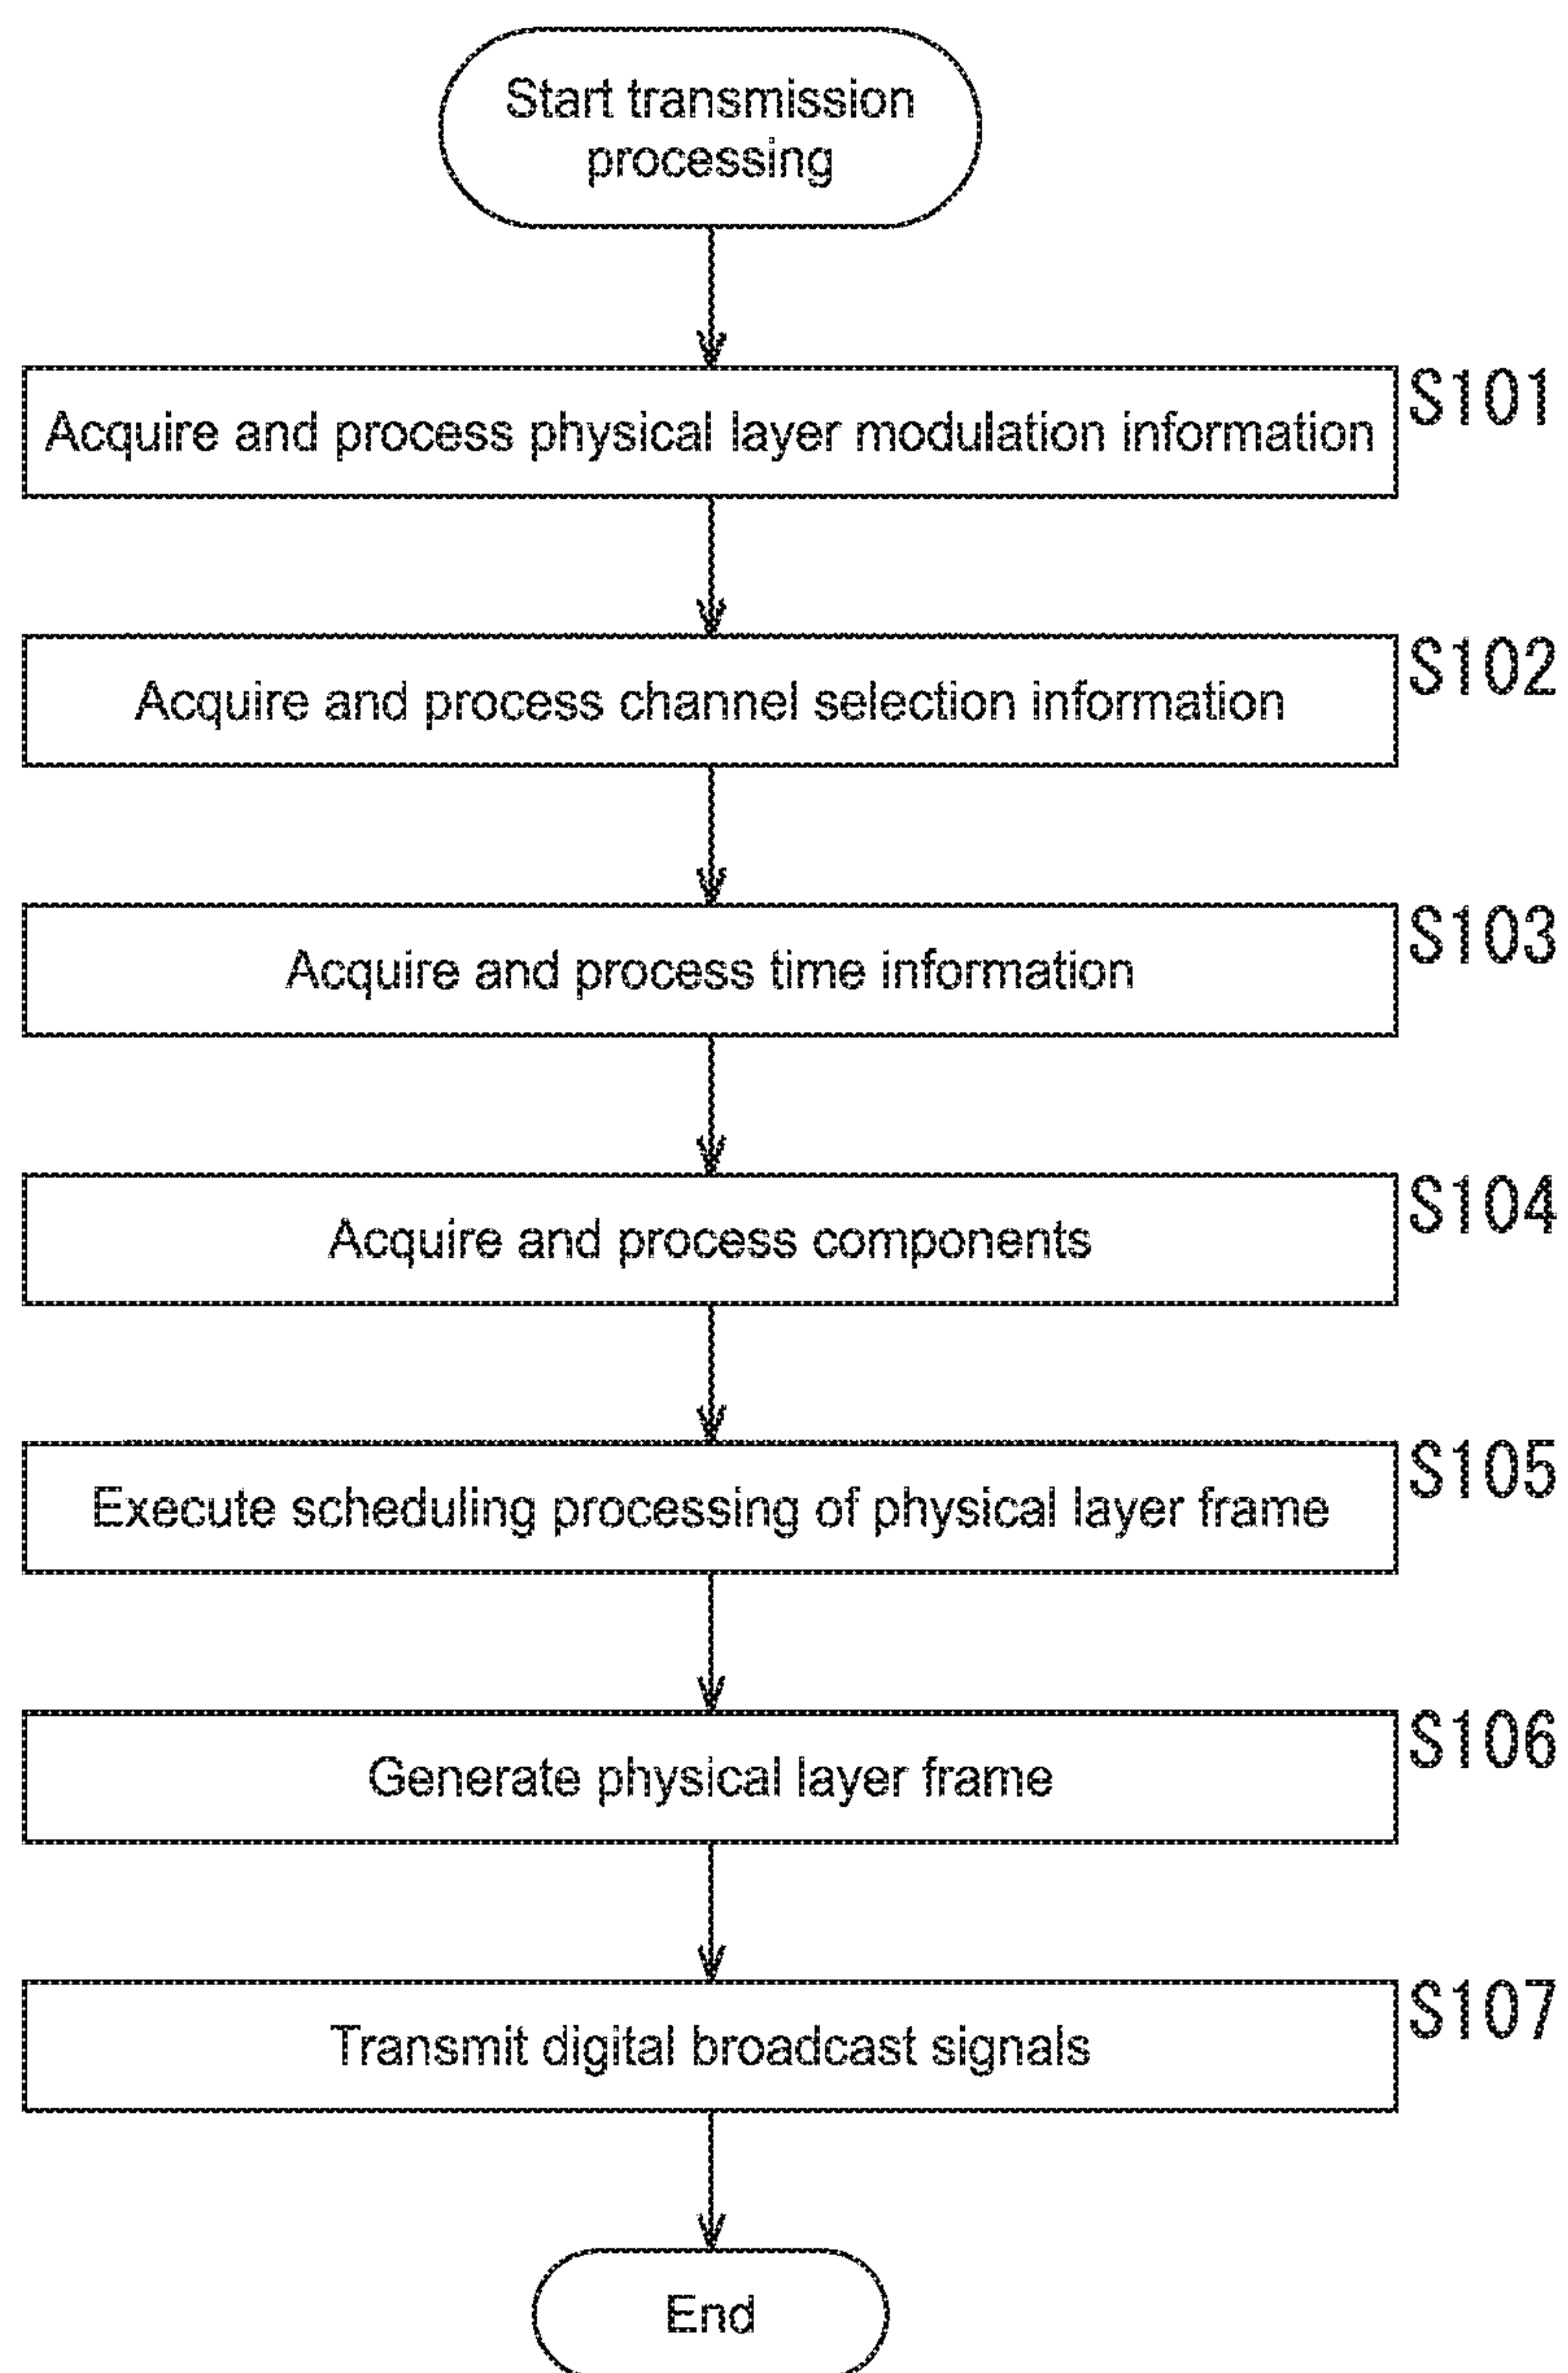 Start transmission
processing
Acquire and process physical layer modulation information
S101
Acquire and process channel selection information
S102
Acquire and process time information
S103
Acquire and process components
S104
Execute scheduling processing of physical layer frame
S105
Generate physical layer frame
S106
Transmit digital broadcast signals
S107
End